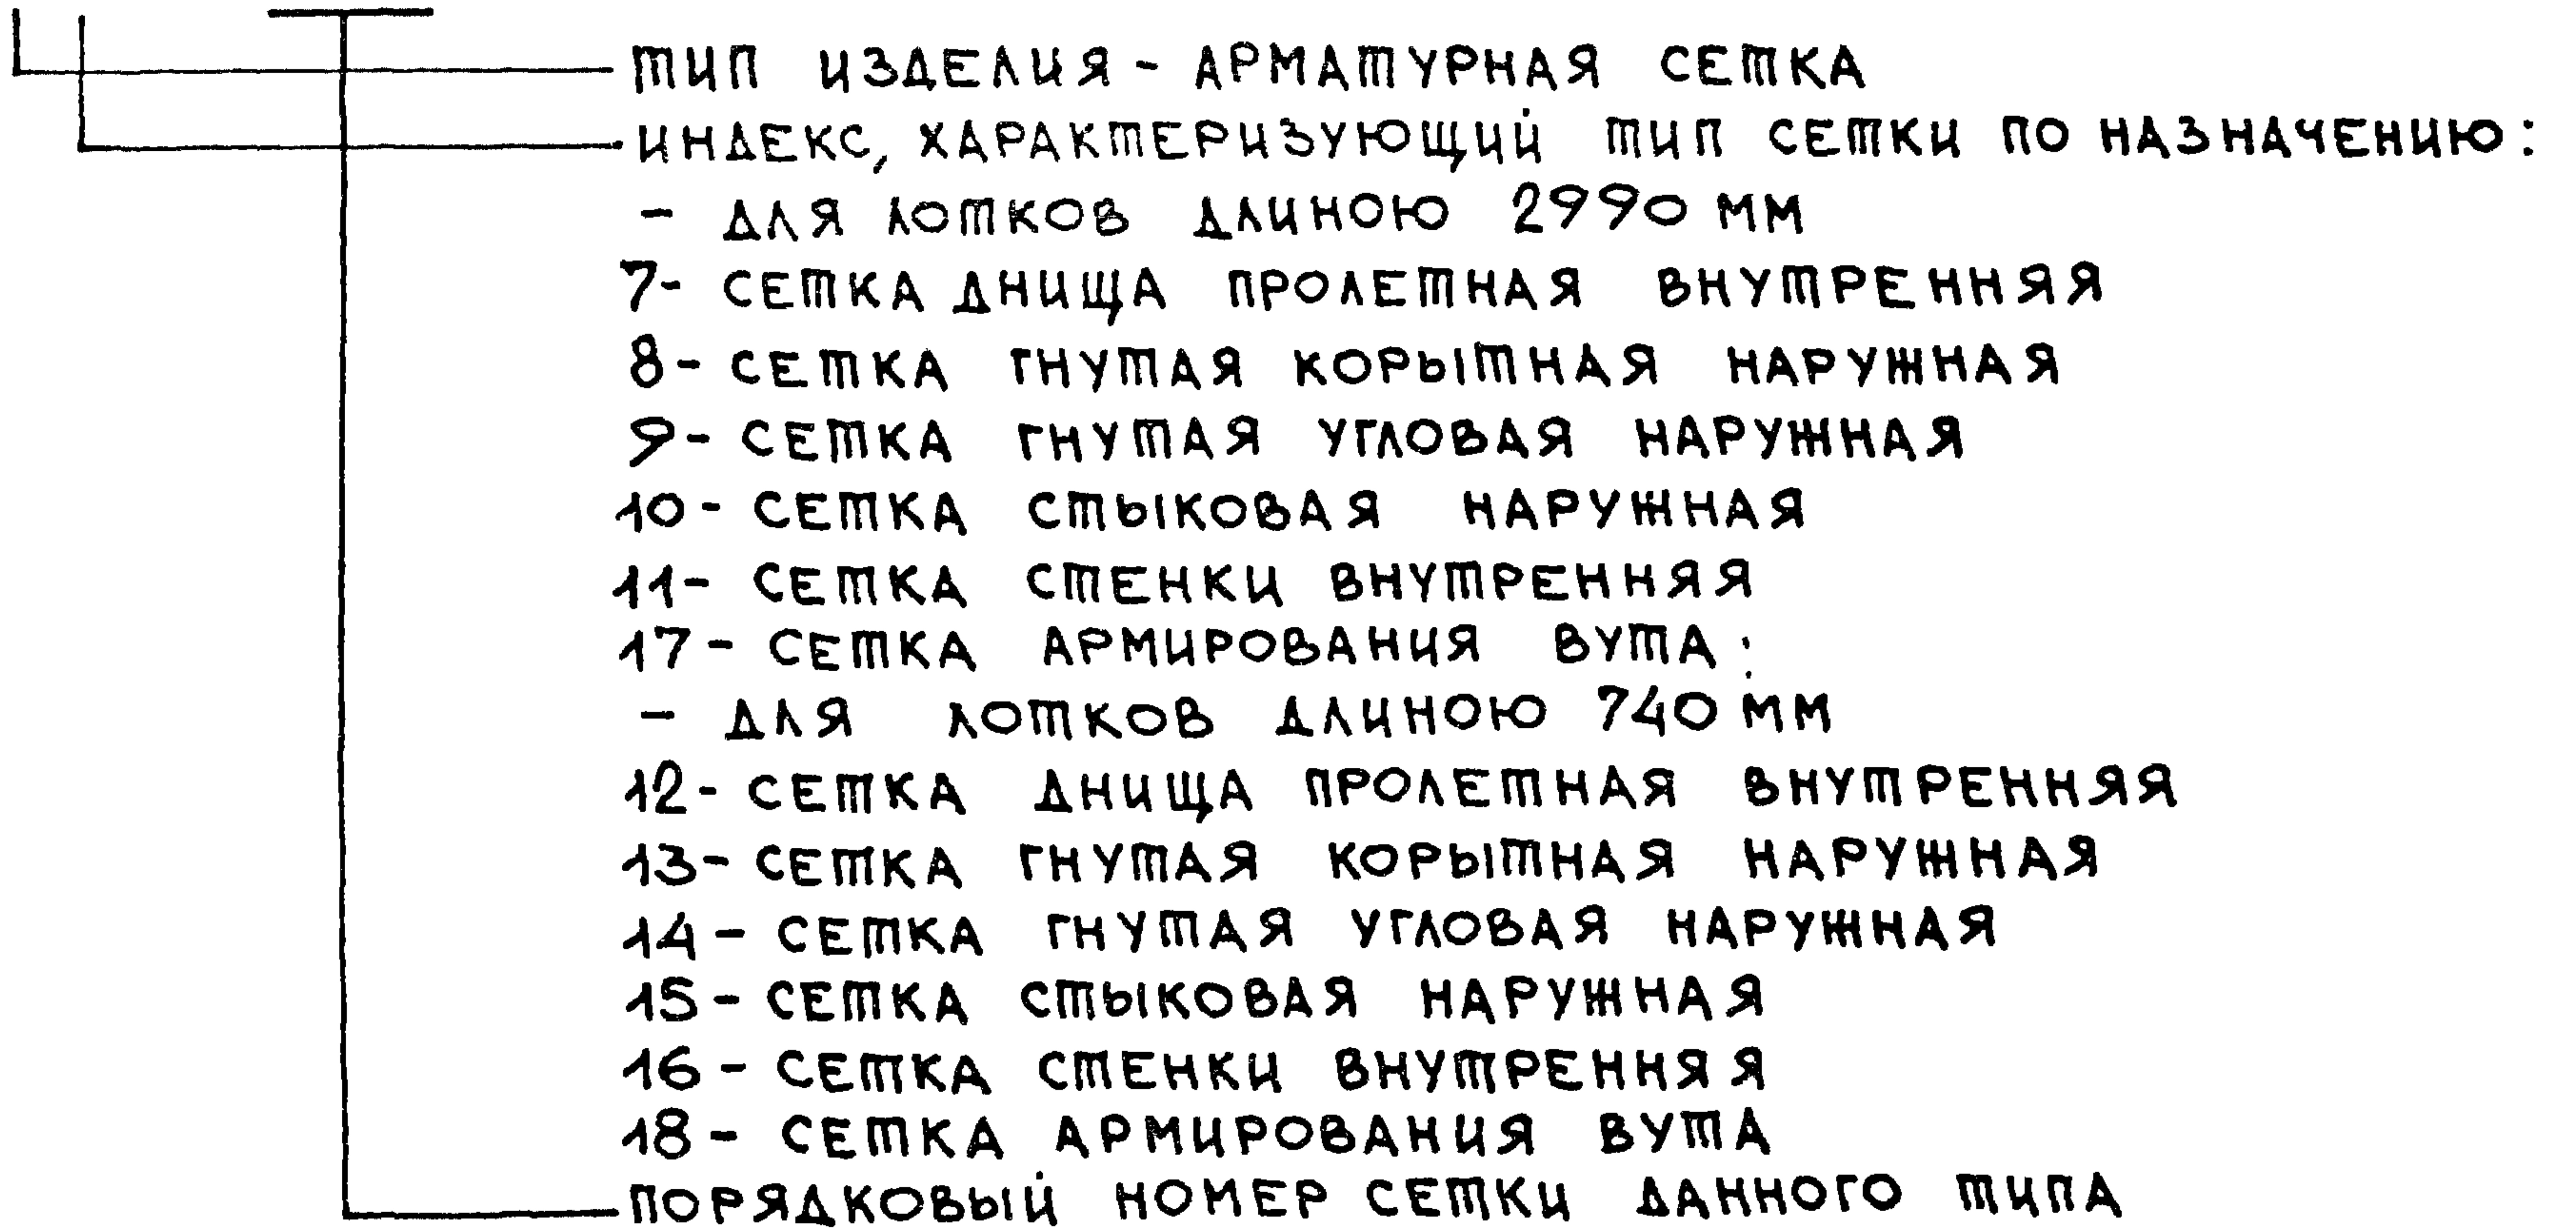 ТИП ИЗДЕЛИЯ - АРМАТУРНАЯ СЕТКА
ИНДЕКС, ХАРАКТЕРИЗУЮЩИЙ ТИП СЕТКИ ПО НАЗНАЧЕНИЮ:
- ДЛЯ ЛОТКОВ ДЛИНОЮ 2990 ММ
7- СЕТКА ДНИЩА ПРОЛЕТНАЯ ВНУТРЕННЯЯ
8- СЕТКА ГНУТАЯ КОРЫТНАЯ НАРУЖНАЯ
9- СЕТКА ГНУТАЯ УГЛОВАЯ НАРУЖНАЯ
10- СЕТКА СТЫКОВАЯ НАРУЖНАЯ
11- СЕТКА СТЕНКИ ВНУТРЕННЯЯ
17- СЕТКА АРМИРОВАНИЯ ВУТА:
- ДЛЯ ЛОТКОВ ДЛИНОЮ 740 ММ
12- СЕТКА ДНИЩА ПРОЛЕТНАЯ ВНУТРЕННЯЯ
13- СЕТКА ГНУТАЯ КОРЫТНАЯ НАРУЖНАЯ
14- СЕТКА ГНУТАЯ УГЛОВАЯ НАРУЖНАЯ
15- СЕТКА СТЫКОВАЯ НАРУЖНАЯ
16- СЕТКА СТЕНКИ ВНУТРЕННЯЯ
18- СЕТКА АРМИРОВАНИЯ ВУТА
ПОРЯДКОВЫЙ НОМЕР СЕТКИ ДАННОГО ТИПА